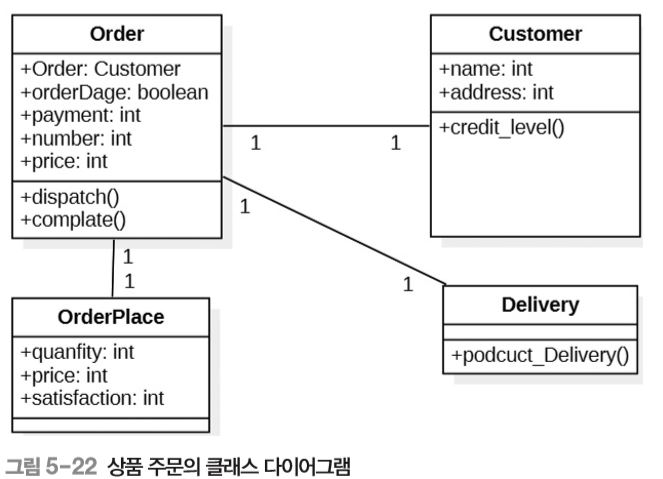 Order
+Order: Customer
+orderDage: boolean
+payment: int
+number: int
+price: int
+dispatch()
+complate()
Customer
+name: int
+address: int
+credit_level()
1
1
1
1
1
1
OrderPlace
+quanfity: int
+price: int
+satisfaction: int
Delivery
+podcuct_Delivery()
그림 5-22 상품 주문의 클래스 다이어그램